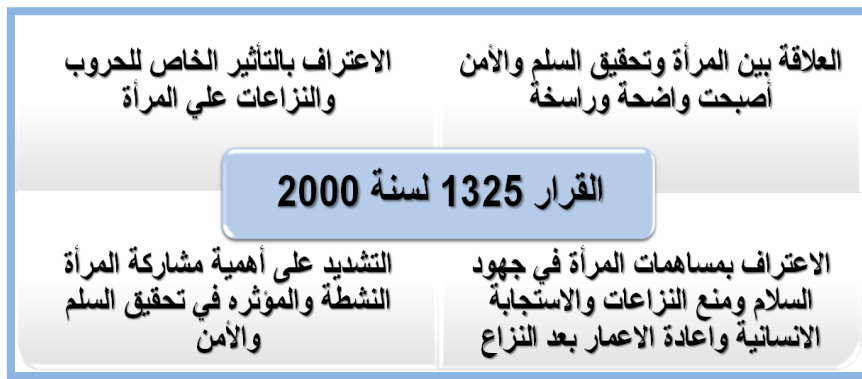 العلاقة بين المرأة وتحقيق السلم والأمن
أصبحت واضحة وراسخة
الاعتراف بالتأثير الخاص للحروب
والنزاعات علي المرأة
القرار 1325 لسنة 2000
الاعتراف بمساهمات المرأة في جهود
السلام ومنع النزاعات والاستجابة
الانسانية واعادة الاعمار بعد النزاع
التشديد على أهمية مشاركة المرأة
النشطة والمؤثره في تحقيق السلم
والأمن